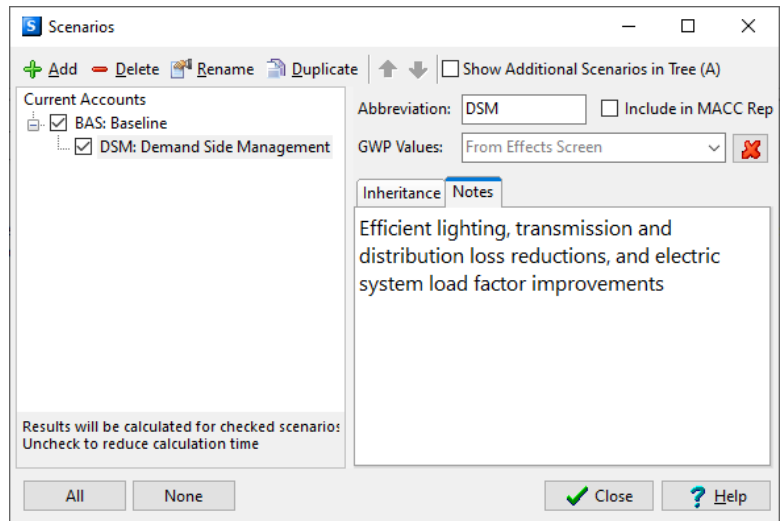 S Scenarios
Add Delete Rename Duplicate Show Additional Scenarios in Tree (A)
Current Accounts
BAS: Baseline
DSM: Demand Side Management
Results will be calculated for checked scenarios
Uncheck to reduce calculation time
Abbreviation: DSM Include in MACC Rep
GWP Values: From Effects Screen
Inheritance Notes
Efficient lighting, transmission and
distribution loss reductions, and electric
system load factor improvements
All None Close ? Help